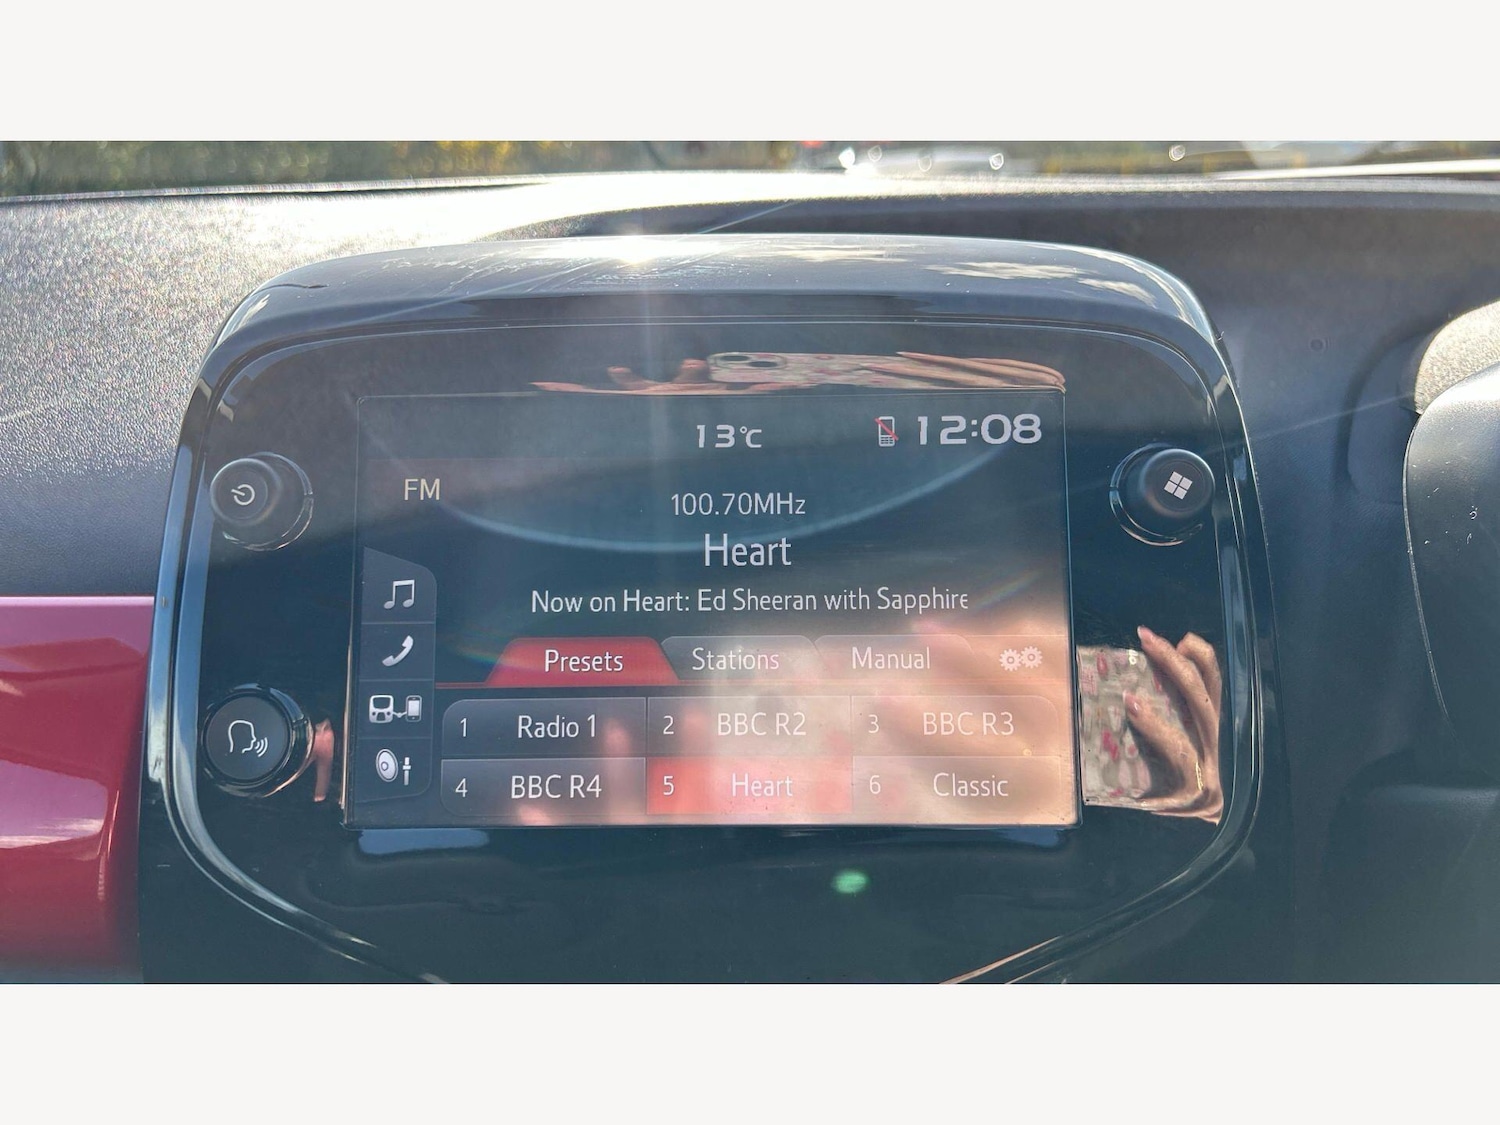 13°C 12:08
FM
100.70MHz
Heart
Now on Heart: Ed Sheeran with Sapphire
Presets Stations Manual
1 Radio 1 2 BBC R2 3 BBC R3
4 BBC R4 5 Heart 6 Classic